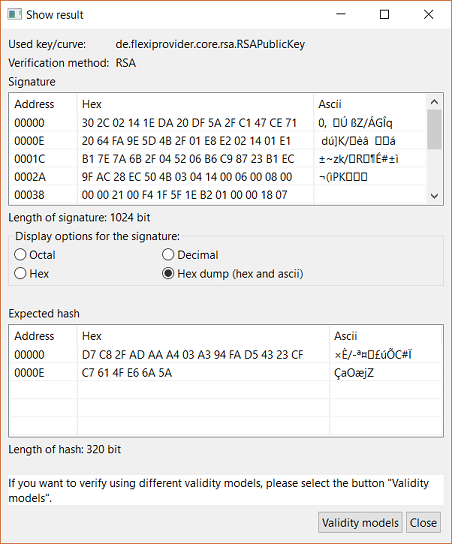 Show result
Used key/curve: de.flexiprovider.core.rsa.RSAPublicKey
Verification method: RSA
Signature
Address Hex Ascii
00000 30 2C 02 14 1E DA 20 DF 5A 2F C1 47 CE 71 0, Ú ßZ/ÁGÎq
0000E 20 64 FA 9E 5D 4B 2F 01 E8 E2 02 14 01 E1 dú]K/èâ á
0001C B1 7E 7A 6B 2F 04 52 06 B6 C9 87 23 B1 EC ±~zk/R¶É#±ì
0002A 9F AC 28 EC 50 4B 03 04 14 00 06 00 08 00 ¬(ìPK
00038 00 00 21 00 F4 1F 5F 1E B2 01 00 00 18 07
Length of signature: 1024 bit
Display options for the signature:
Octal Decimal
Hex Hex dump (hex and ascii)
Expected hash
Address Hex Ascii
00000 D7 C8 2F AD AA A4 03 A3 94 FA D5 43 23 CF ×È/-ª¤£úÕC#Ï
0000E C7 61 4F E6 6A 5A ÇaOæjZ
Length of hash: 320 bit
If you want to verify using different validity models, please select the button "Validity
models".
Validity models Close